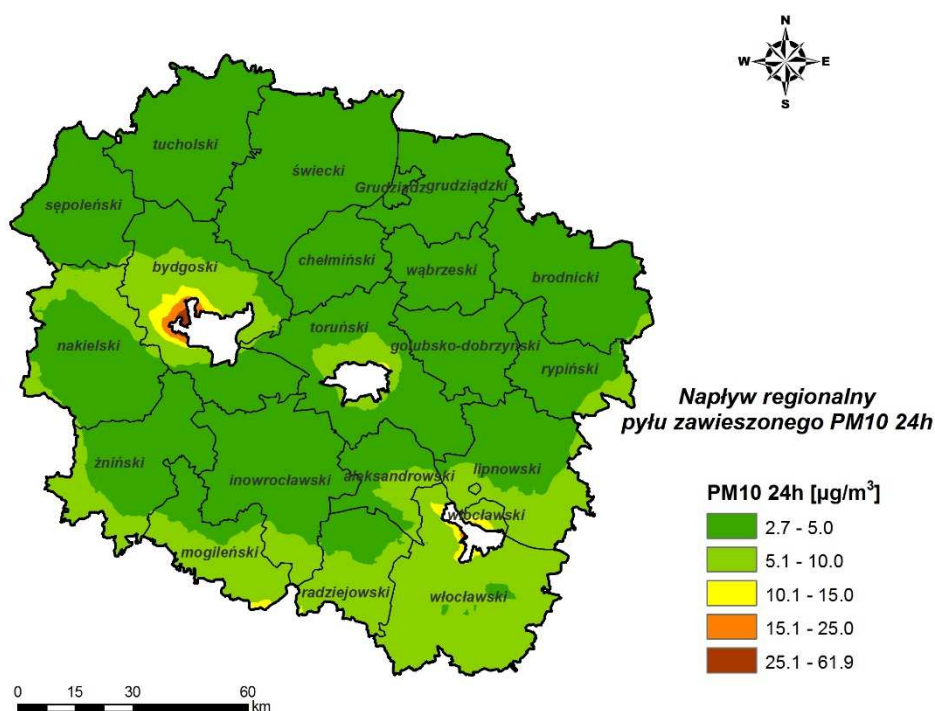 N
W E
S
tucholski
świecki
Grudziądz grudziądzki
sępoleński
bydgoski
chełmiński
wąbrzeski
brodnicki
toruński
nakielski
golubsko-dobrzyński
rypiński
Napływ regionalny
pyłu zawieszonego PM10 24h
żniński
inowrocławski
aleksandrowski
lipnowski
PM10 24h [µg/m³]
włocławski
2.7 - 5.0
mogileński
5.1 - 10.0
radziejowski
włocławski
10.1 - 15.0
15.1 - 25.0
25.1 - 61.9
0 15 30 60
km